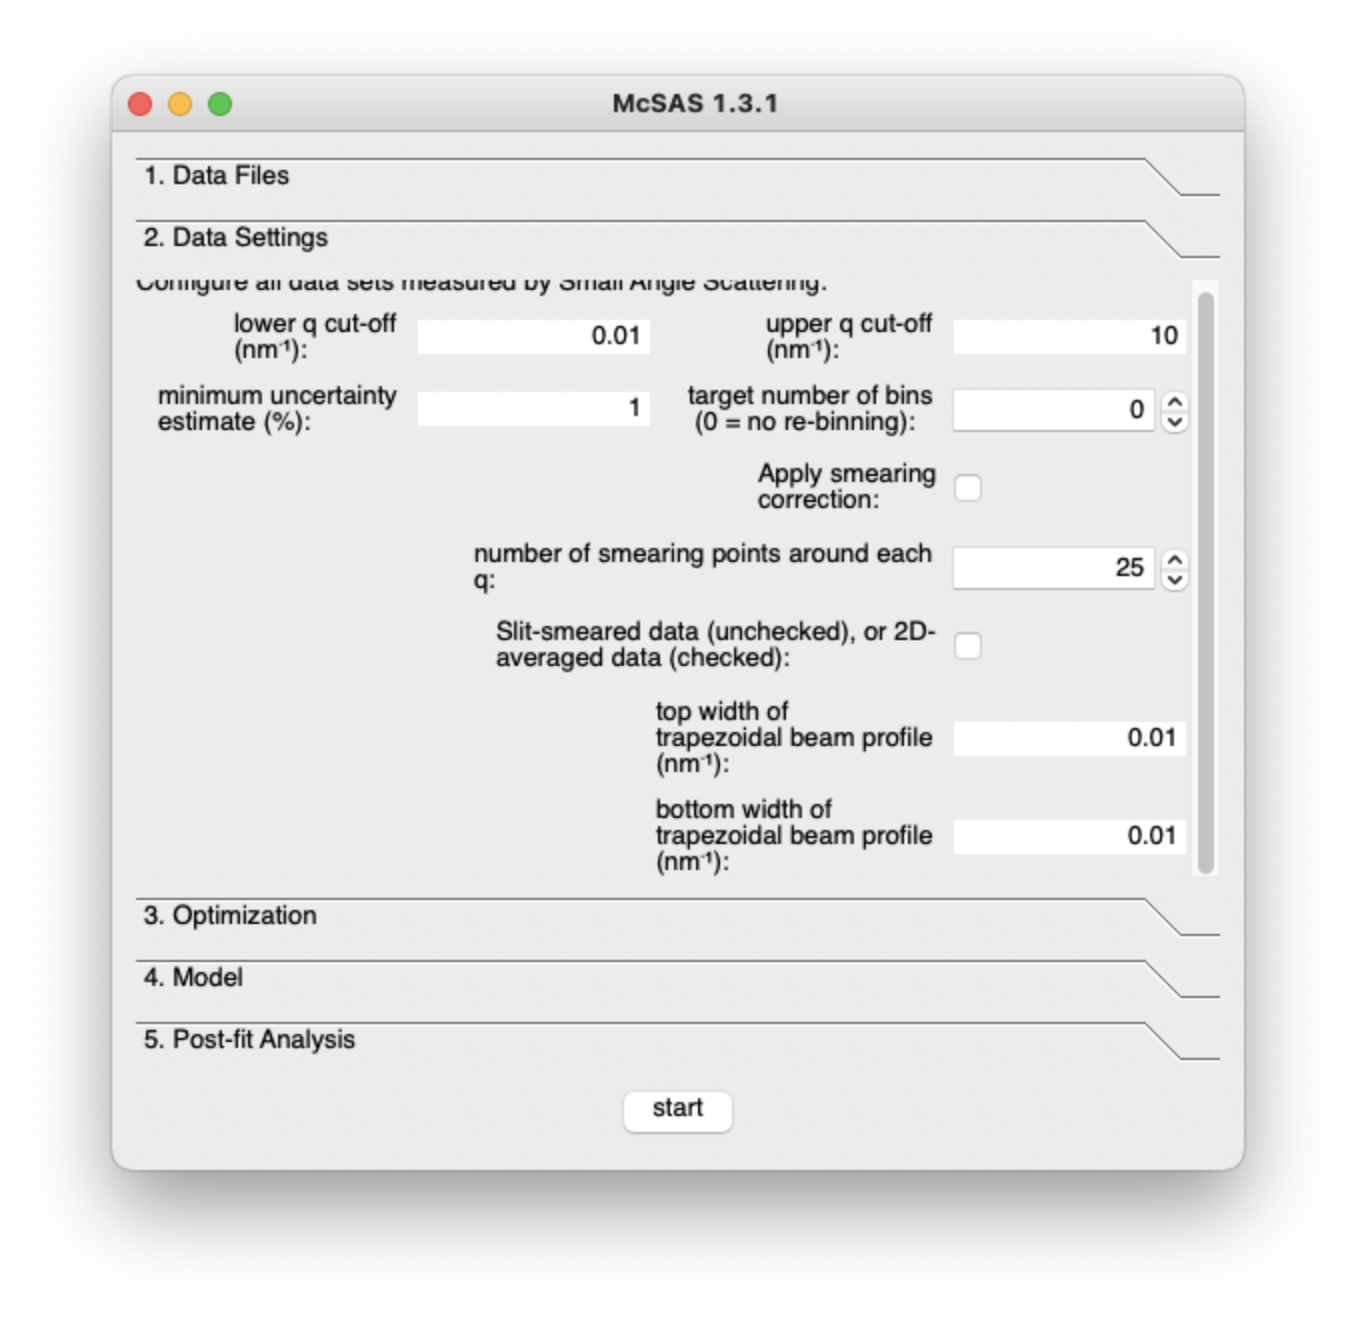 McSAS 1.3.1
1. Data Files
2. Data Settings
Configure all data sets measured by Small Angle Scattering.
lower q cut-off
(nm⁻¹):
0.01
upper q cut-off
(nm⁻¹):
10
minimum uncertainty
estimate (%):
1
target number of bins
(0 = no re-binning):
0
Apply smearing
correction:
number of smearing points around each
q:
25
Slit-smeared data (unchecked), or 2D-
averaged data (checked):
top width of
trapezoidal beam profile
(nm⁻¹):
0.01
bottom width of
trapezoidal beam profile
(nm⁻¹):
0.01
3. Optimization
4. Model
5. Post-fit Analysis
start